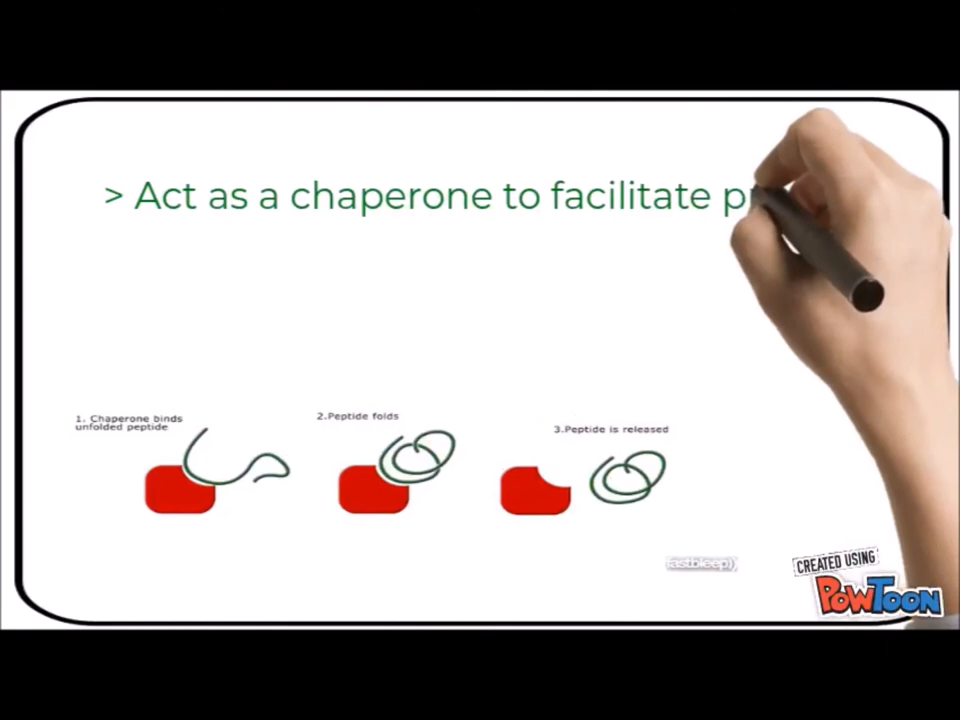 > Act as a chaperone to facilitate
1. Chaperone binds
unfolded peptide
2.Peptide folds
3.Peptide is released
CREATED USING
POWTOON